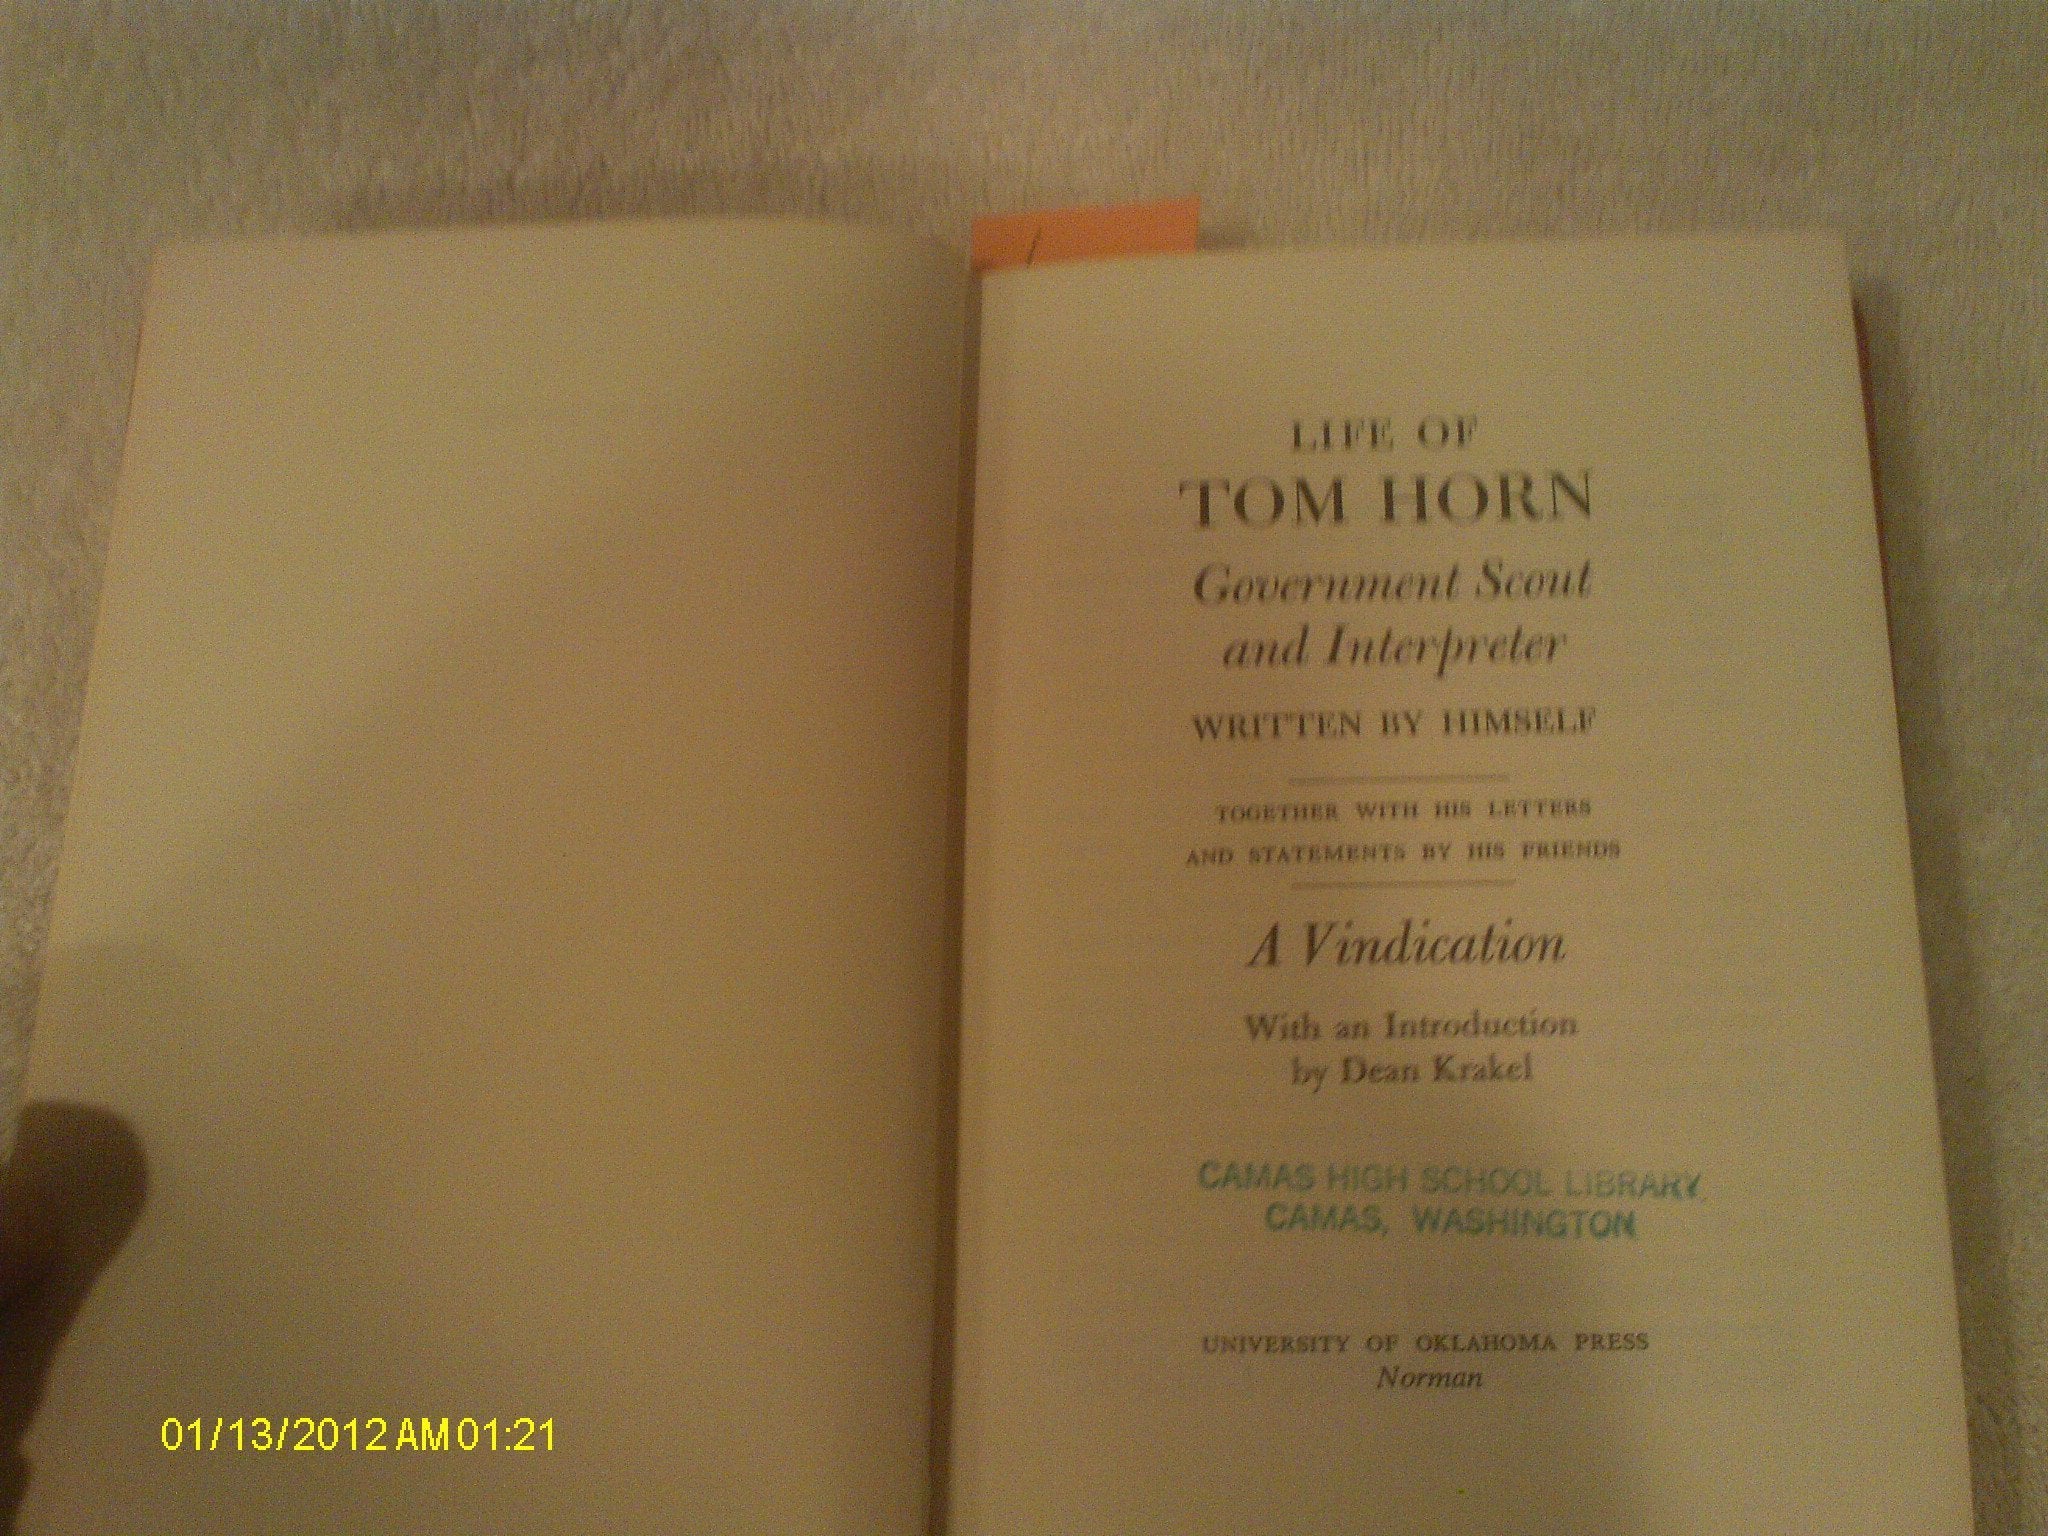 LIFE OF
TOM HORN
Government Scout
and Interpreter
WRITTEN BY HIMSELF
TOGETHER WITH HIS LETTERS
AND STATEMENTS BY HIS FRIENDS
A Vindication
With an Introduction
by Dean Krakel
CAMAS HIGH SCHOOL LIBRARY
CAMAS, WASHINGTON
UNIVERSITY OF OKLAHOMA PRESS
Norman
01/13/2012 AM 01:21